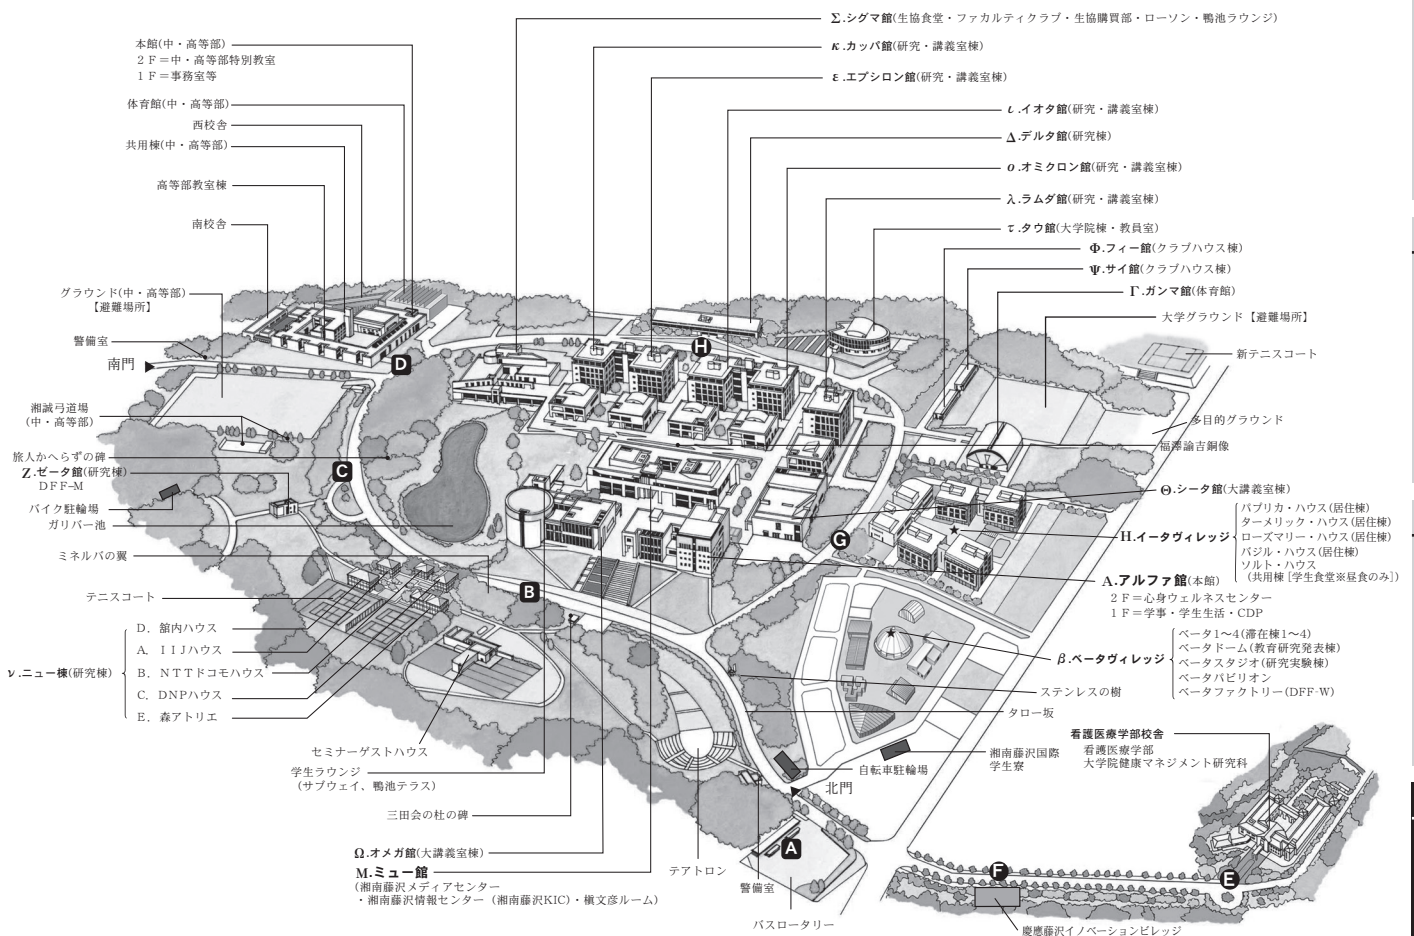 Σ.シグマ館(生協食堂・ファカルティクラブ・生協購買部・ローソン・鴨池ラウンジ)
κ.カッパ館(研究・講義室棟)
ε.エプシロン館(研究・講義室棟)
ι.イオタ館(研究・講義室棟)
Δ.デルタ館(研究棟)
ο.オミクロン館(研究・講義室棟)
λ.ラムダ館(研究・講義室棟)
τ.タウ館(大学院棟・教員室)
Φ.フィー館(クラブハウス棟)
Ψ.サイ館(クラブハウス棟)
Γ.ガンマ館(体育館)
大学グラウンド【避難場所】
新テニスコート
多目的グラウンド
福澤諭吉銅像
本館(中・高等部)
2F=中・高等部特別教室
1F=事務室等
体育館(中・高等部)
西校舎
共用棟(中・高等部)
高等部教室棟
南校舎
グラウンド(中・高等部)
【避難場所】
警備室
南門
湘誠弓道場
(中・高等部)
旅人かへらずの碑
Z.ゼータ館(研究棟)
DFF-M
バイク駐輪場
ガリバー池
ミネルバの翼
テニスコート
ν.ニュー棟(研究棟)
D. 舘内ハウス
A. IIJハウス
B. NTTドコモハウス
C. DNPハウス
E. 森アトリエ
セミナーゲストハウス
学生ラウンジ
(サブウェイ、鴨池テラス)
三田会の杜の碑
Ω.オメガ館(大講義室棟)
M.ミュー館
(湘南藤沢メディアセンター
・湘南藤沢情報センター(湘南藤沢KIC)・槇文彦ルーム)
テアトロン
警備室
バスロータリー
北門
自転車駐輪場
湘南藤沢国際
学生寮
タロー坂
ステンレスの樹
Θ.シータ館(大講義室棟)
H.イータヴィレッジ
パプリカ・ハウス(居住棟)
ターメリック・ハウス(居住棟)
ローズマリー・ハウス(居住棟)
バジル・ハウス(居住棟)
ソルト・ハウス
(共用棟[学生食堂※昼食のみ])
A.アルファ館(本館)
2F=心身ウェルネスセンター
1F=学事・学生生活・CDP
β.ベータヴィレッジ
ベータ1〜4(滞在棟1〜4)
ベータドーム(教育研究発表棟)
ベータスタジオ(研究実験棟)
ベータパビリオン
ベータファクトリー(DFF-W)
看護医療学部校舎
看護医療学部
大学院健康マネジメント研究科
慶應藤沢イノベーションビレッジ
A
B
C
D
E
F
G
H